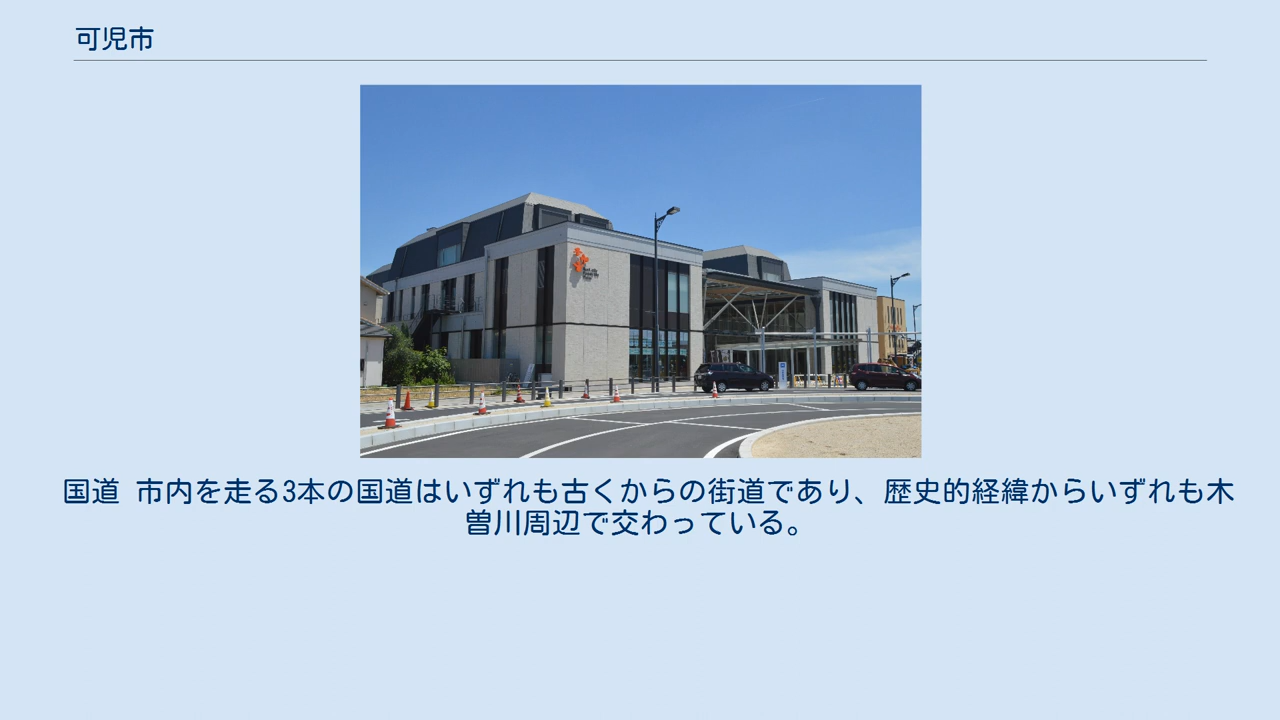 可児市
国道 市内を走る3本の国道はいずれも古くからの街道であり、歴史的経緯からいずれも木
曽川周辺で交わっている。